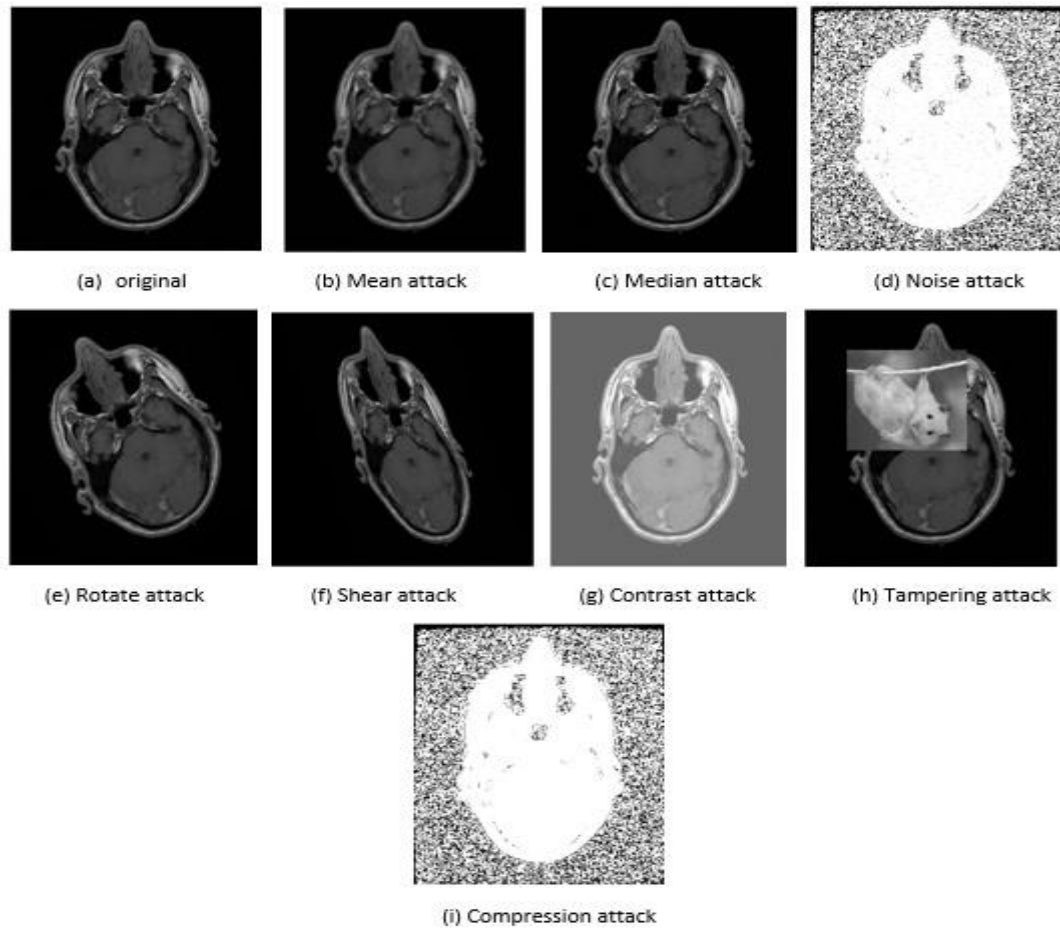 (a) original
(b) Mean attack
(c) Median attack
(d) Noise attack
(e) Rotate attack
(f) Shear attack
(g) Contrast attack
(h) Tampering attack
(i) Compression attack